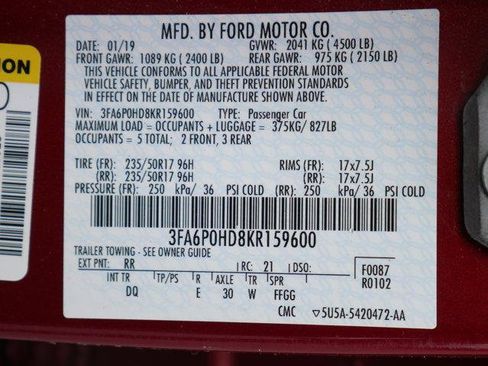 MFD. BY FORD MOTOR CO.
DATE: 01/19 GVWR: 2041 KG ( 4500 LB)
FRONT GAWR: 1089 KG ( 2400 LB) REAR GAWR: 975 KG ( 2150 LB)
THIS VEHICLE CONFORMS TO ALL APPLICABLE FEDERAL MOTOR
VEHICLE SAFETY, BUMPER, AND THEFT PREVENTION STANDARDS
IN EFFECT ON THE DATE OF MANUFACTURE SHOWN ABOVE.
VIN: 3FA6P0HD8KR159600 TYPE: Passenger Car
MAXIMUM LOAD = OCCUPANTS + LUGGAGE = 375KG/ 827LB
OCCUPANTS = 5 TOTAL; 2 FRONT, 3 REAR
TIRE (FR): 235/50R17 96H RIMS (FR): 17x7.5J
(RR): 235/50R17 96H (RR): 17x7.5J
PRESSURE (FR): 250 kPa/ 36 PSI COLD (RR): 250 kPa/ 36 PSI COLD
3FA6P0HD8KR159600
TRAILER TOWING - SEE OWNER GUIDE
EXT PNT: RR RC: 21 DSO: F0087
R0102
INT TR TP/PS R AXLE TR SPR
DQ E 30 W FFGG
CMC ▽5U5A-5420472-AA